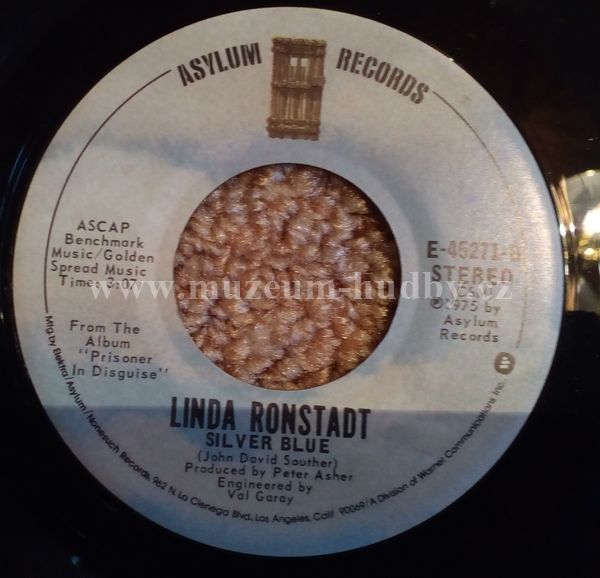 ASYLUM RECORDS
ASCAP
Benchmark
Music/Golden
Spread Music
Time: 3:07
From The
Album
"Prisoner
In Disguise"
E-45271-B
STEREO
℗1975 by
Asylum
Records
www.muzeum-hudby.cz
LINDA RONSTADT
SILVER BLUE
(John David Souther)
Produced by Peter Asher
Engineered by
Val Garay
Mfg. by Elektra/Asylum/Nonesuch Records, 962 N. La Cienega Blvd., Los Angeles, Calif. 90069/A Division of Warner Communications Inc.